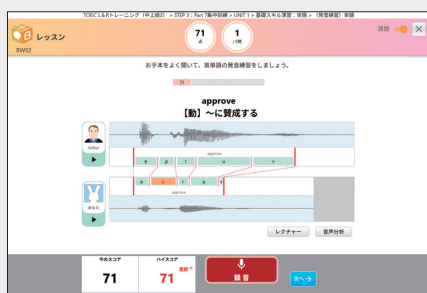 TOEIC L&Rトレーニング (中上級②) > STEP 3：Part 7集中対策 > UNIT 1 > 基礎スキル演習：単語 > (発音練習) 単語
レッスン
BW02
71
点
1
/5問
課題
お手本をよく聞いて、英単語の発音練習をしましょう。
71
approve
【動】～に賛成する
Arthur
approve
a p r u v
a p r u v
approve
あなた
レクチャー
音声分析
今のスコア
71
ハイスコア
71
更新
録音
次へ